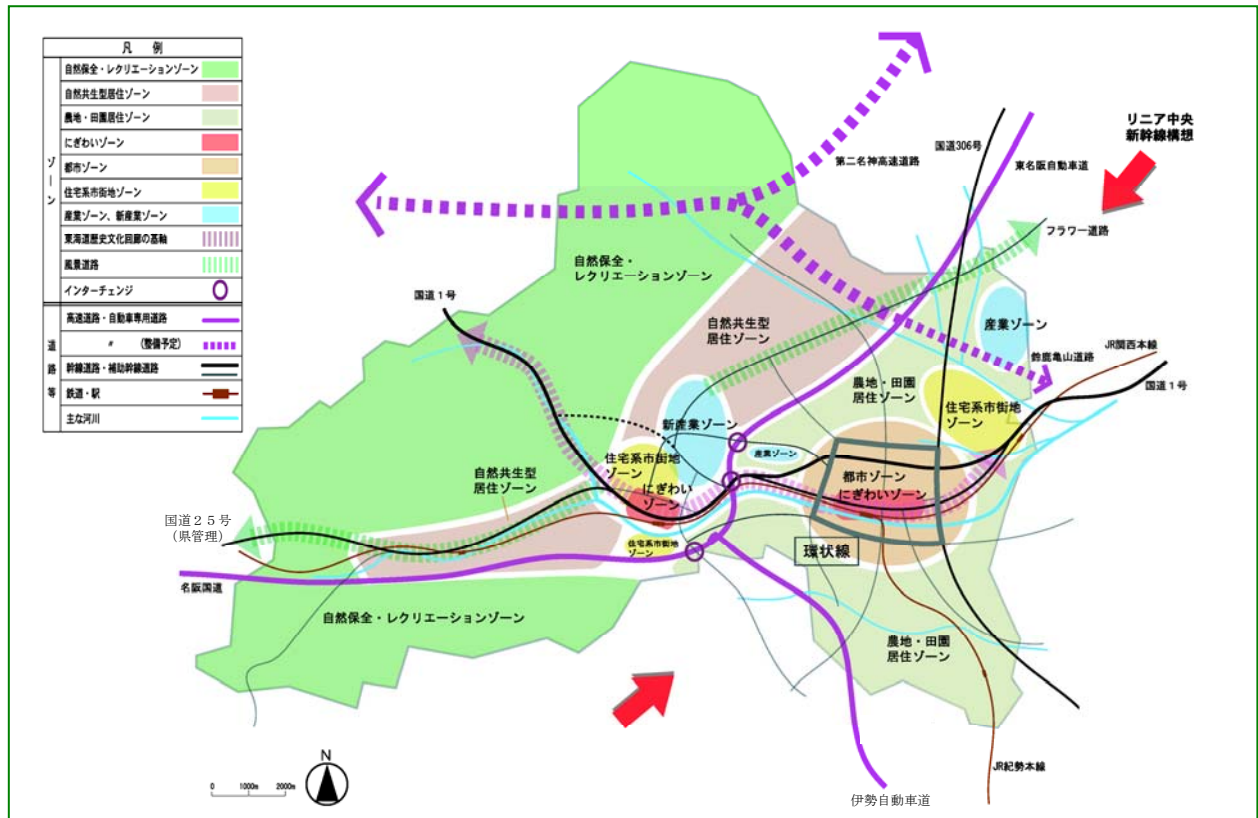 凡 例
ゾーン
自然保全・レクリエーションゾーン
自然共生型居住ゾーン
農地・田園居住ゾーン
にぎわいゾーン
都市ゾーン
住宅系市街地ゾーン
産業ゾーン、新産業ゾーン
東海道歴史文化回廊の基軸
風景道路
インターチェンジ
道路等
高速道路・自動車専用道路
〃 (整備予定)
幹線道路・補助幹線道路
鉄道・駅
主な河川
リニア中央
新幹線構想
国道306号
第二名神高速道路
東名阪自動車道
フラワー道路
自然保全・
レクリエーションゾーン
国道1号
自然共生型
居住ゾーン
産業ゾーン
鈴鹿亀山道路
JR関西本線
国道1号
農地・田園
居住ゾーン
住宅系市街地
ゾーン
新産業ゾーン
産業ゾーン
住宅系市街地
ゾーン
にぎわい
ゾーン
都市ゾーン
にぎわいゾーン
自然共生型
居住ゾーン
国道25号
(県管理)
住宅系市街地
ゾーン
環状線
名阪国道
自然保全・レクリエーションゾーン
農地・田園
居住ゾーン
JR紀勢本線
伊勢自動車道
N
0 1000m 2000m